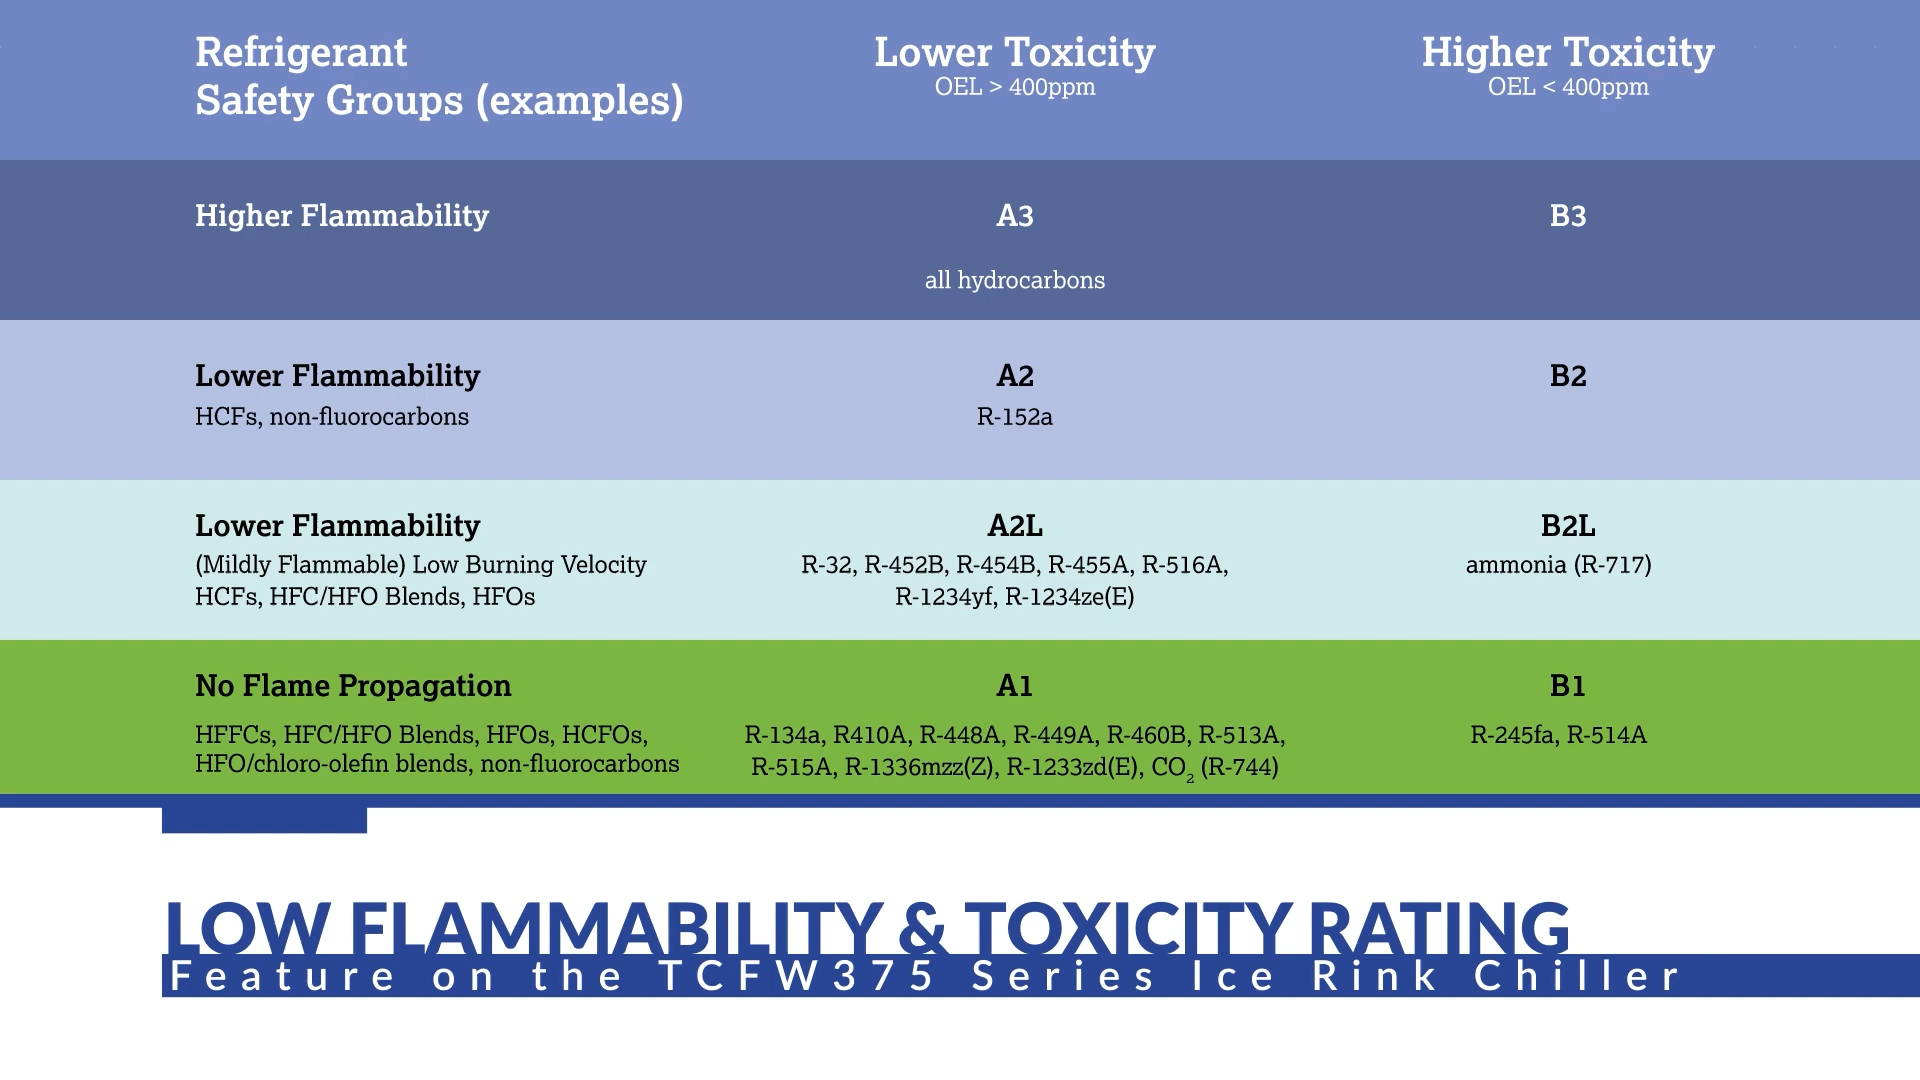 Refrigerant
Safety Groups (examples)
Lower Toxicity
OEL > 400ppm
Higher Toxicity
OEL < 400ppm
Higher Flammability
A3
all hydrocarbons
B3
Lower Flammability
HCFs, non-fluorocarbons
A2
R-152a
B2
Lower Flammability
(Mildly Flammable) Low Burning Velocity
HCFs, HFC/HFO Blends, HFOs
A2L
R-32, R-452B, R-454B, R-455A, R-516A,
R-1234yf, R-1234ze(E)
B2L
ammonia (R-717)
No Flame Propagation
HFFCs, HFC/HFO Blends, HFOs, HCFOs,
HFO/chloro-olefin blends, non-fluorocarbons
A1
R-134a, R410A, R-448A, R-449A, R-460B, R-513A,
R-515A, R-1336mzz(Z), R-1233zd(E), CO₂ (R-744)
B1
R-245fa, R-514A
LOW FLAMMABILITY & TOXICITY RATING
Feature on the TCFW375 Series Ice Rink Chiller